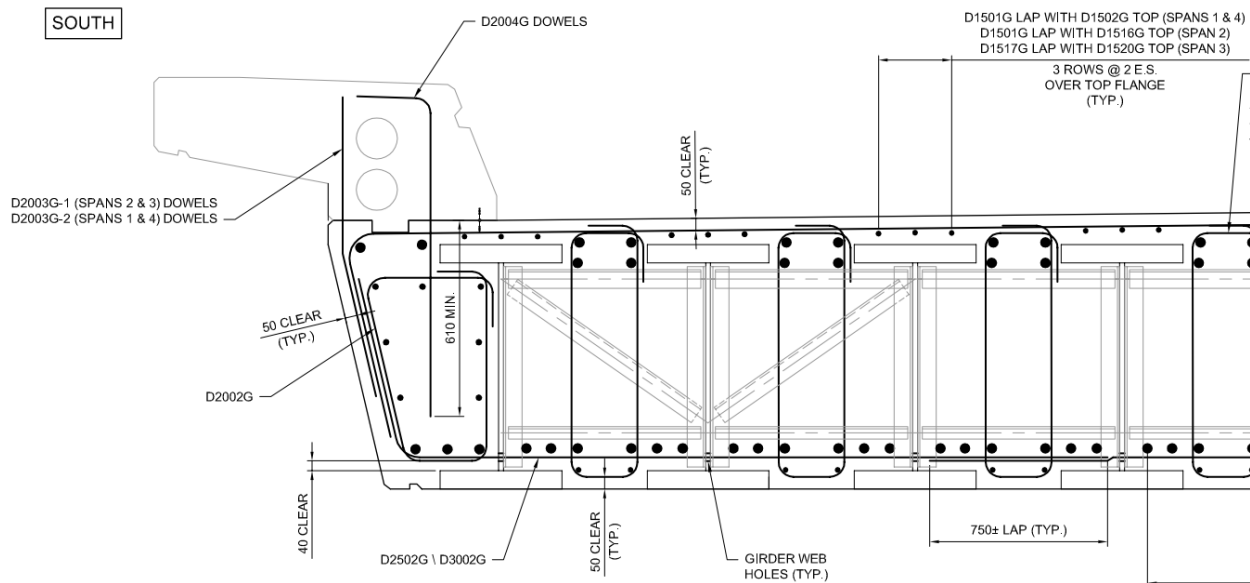 SOUTH
D2004G DOWELS
D1501G LAP WITH D1502G TOP (SPANS 1 & 4)
D1501G LAP WITH D1516G TOP (SPAN 2)
D1517G LAP WITH D1520G TOP (SPAN 3)
3 ROWS @ 2 E.S.
OVER TOP FLANGE
(TYP.)
50 CLEAR
(TYP.)
D2003G-1 (SPANS 2 & 3) DOWELS
D2003G-2 (SPANS 1 & 4) DOWELS
610 MIN.
50 CLEAR
(TYP.)
D2002G
40 CLEAR
D2502G \ D3002G
50 CLEAR
(TYP.)
GIRDER WEB
HOLES (TYP.)
750± LAP (TYP.)